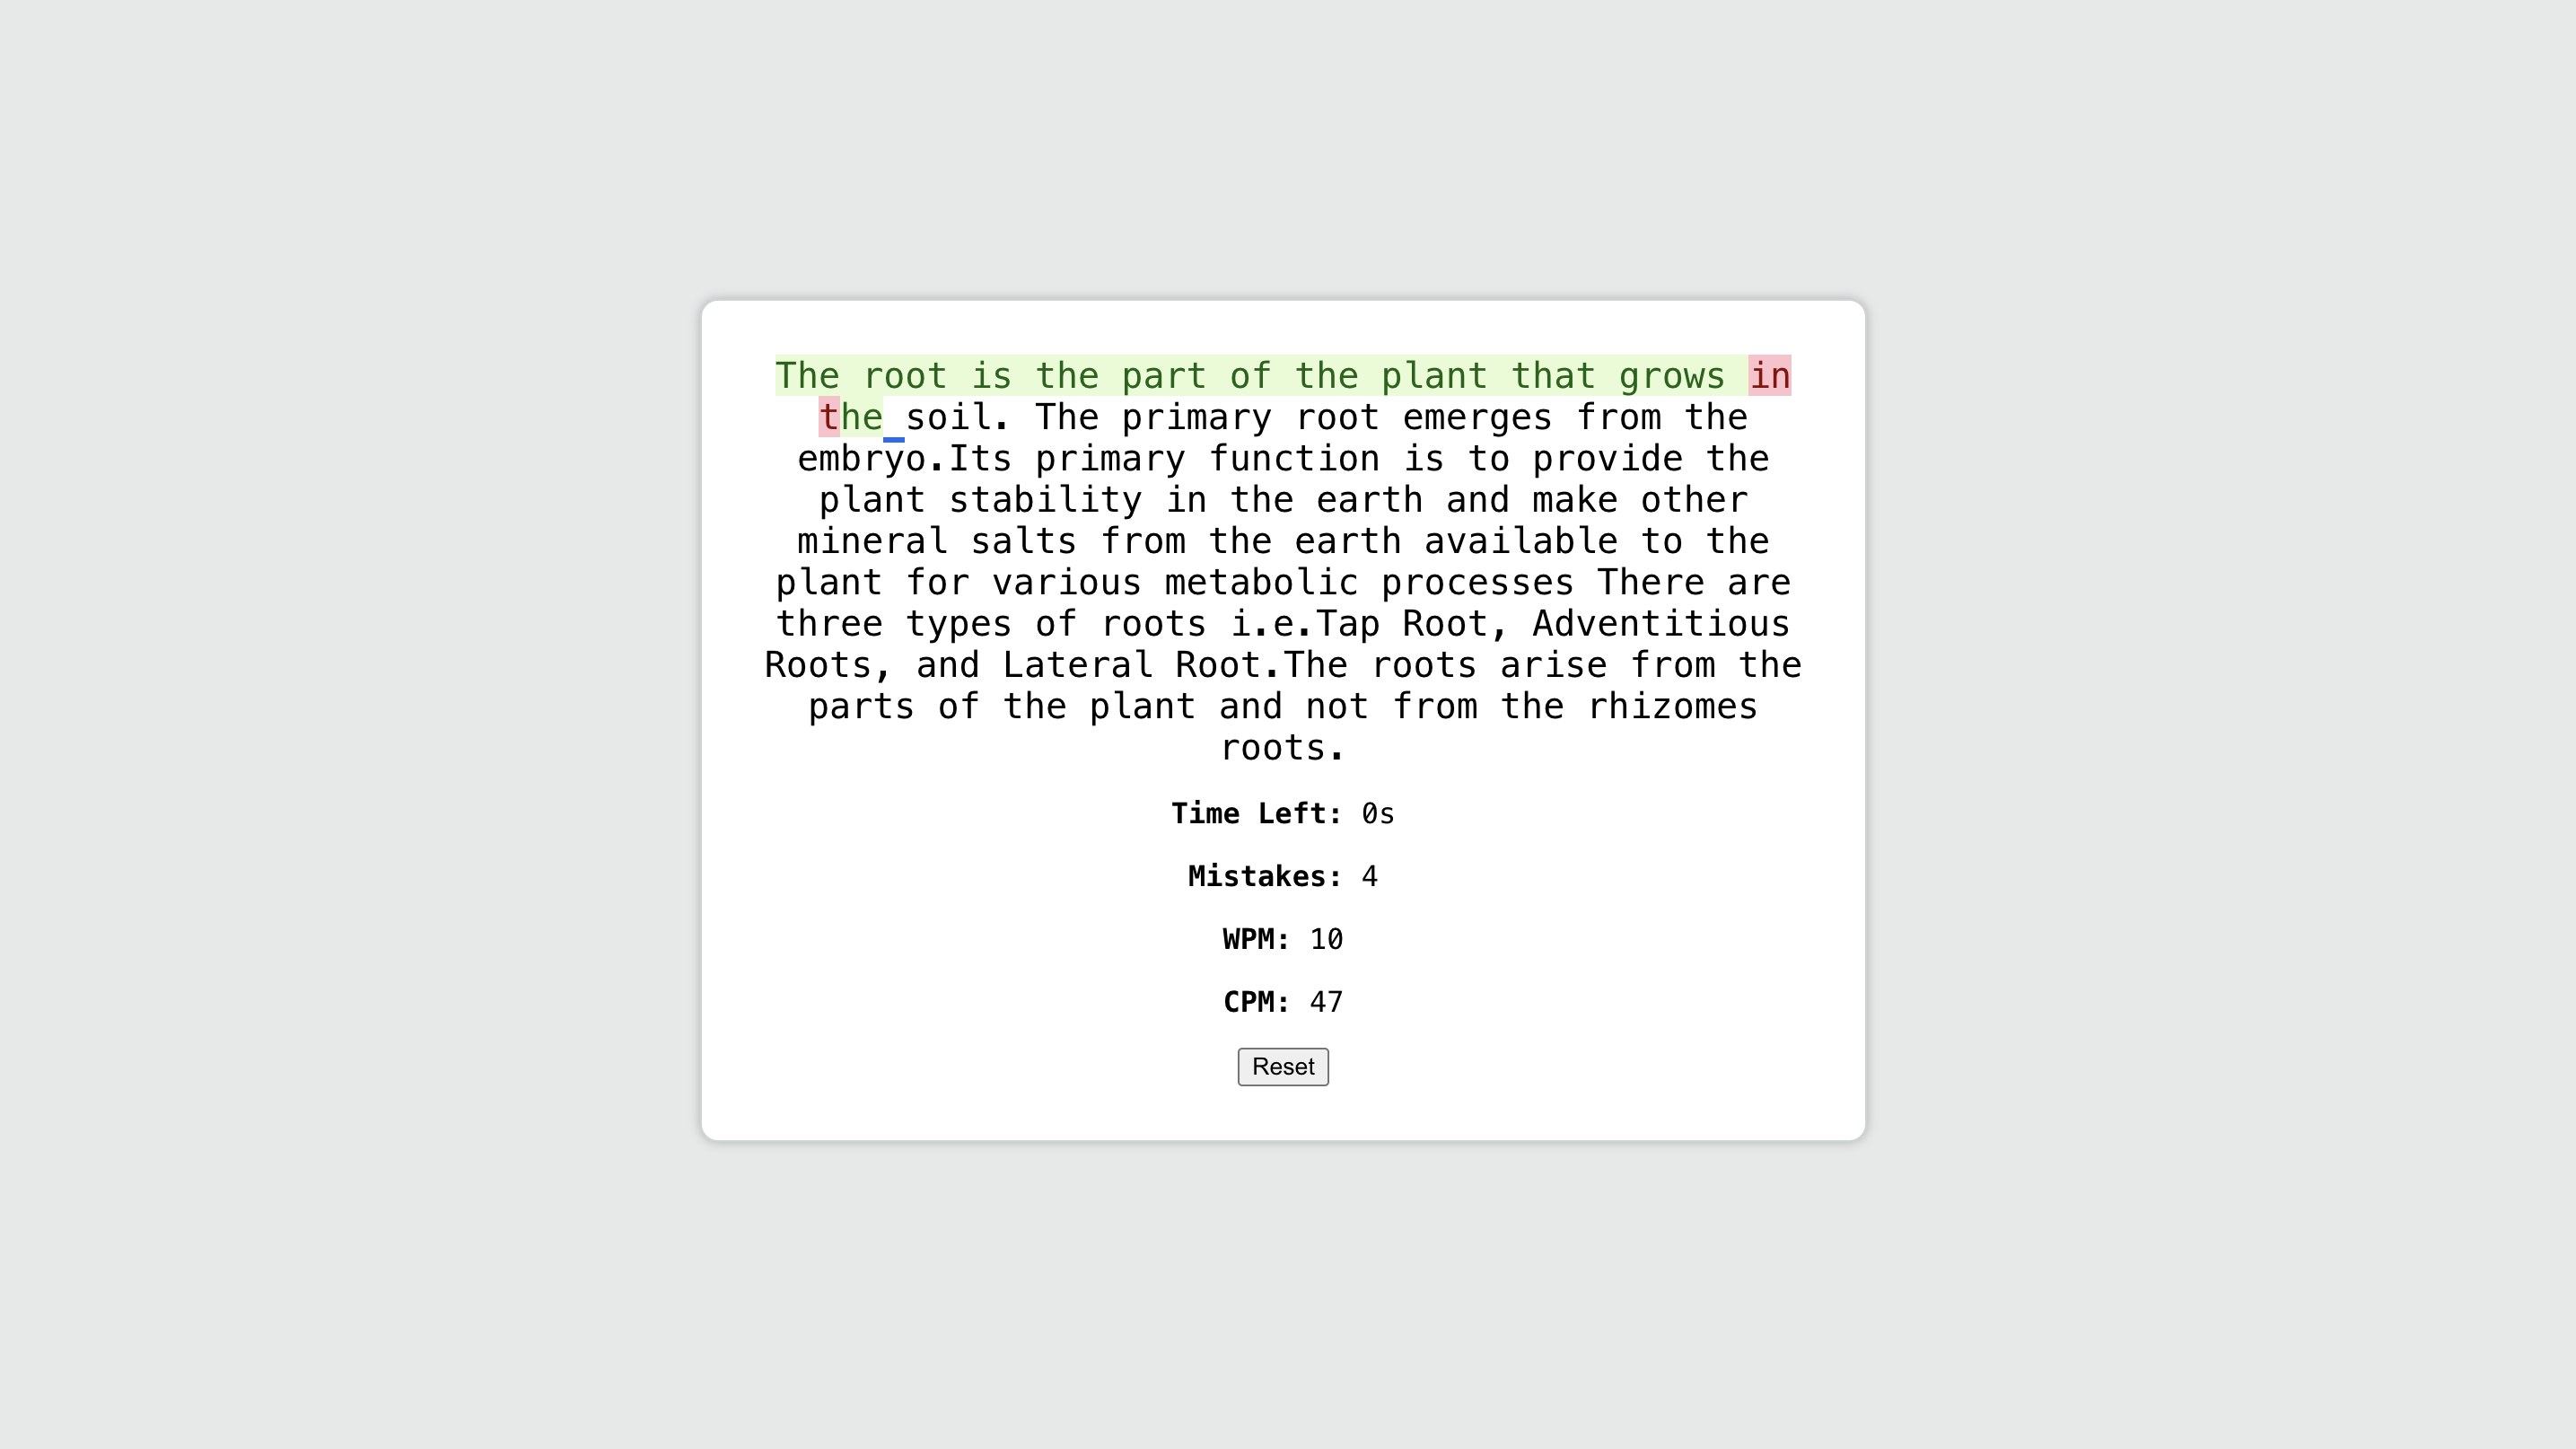 The root is the part of the plant that grows in
the soil. The primary root emerges from the
embryo.Its primary function is to provide the
plant stability in the earth and make other
mineral salts from the earth available to the
plant for various metabolic processes There are
three types of roots i.e.Tap Root, Adventitious
Roots, and Lateral Root.The roots arise from the
parts of the plant and not from the rhizomes
roots.
Time Left: 0s
Mistakes: 4
WPM: 10
CPM: 47
Reset